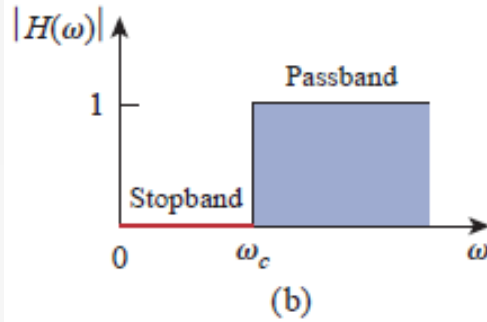 |H(ω)|
Passband
1
Stopband
0
ω_c
ω
(b)